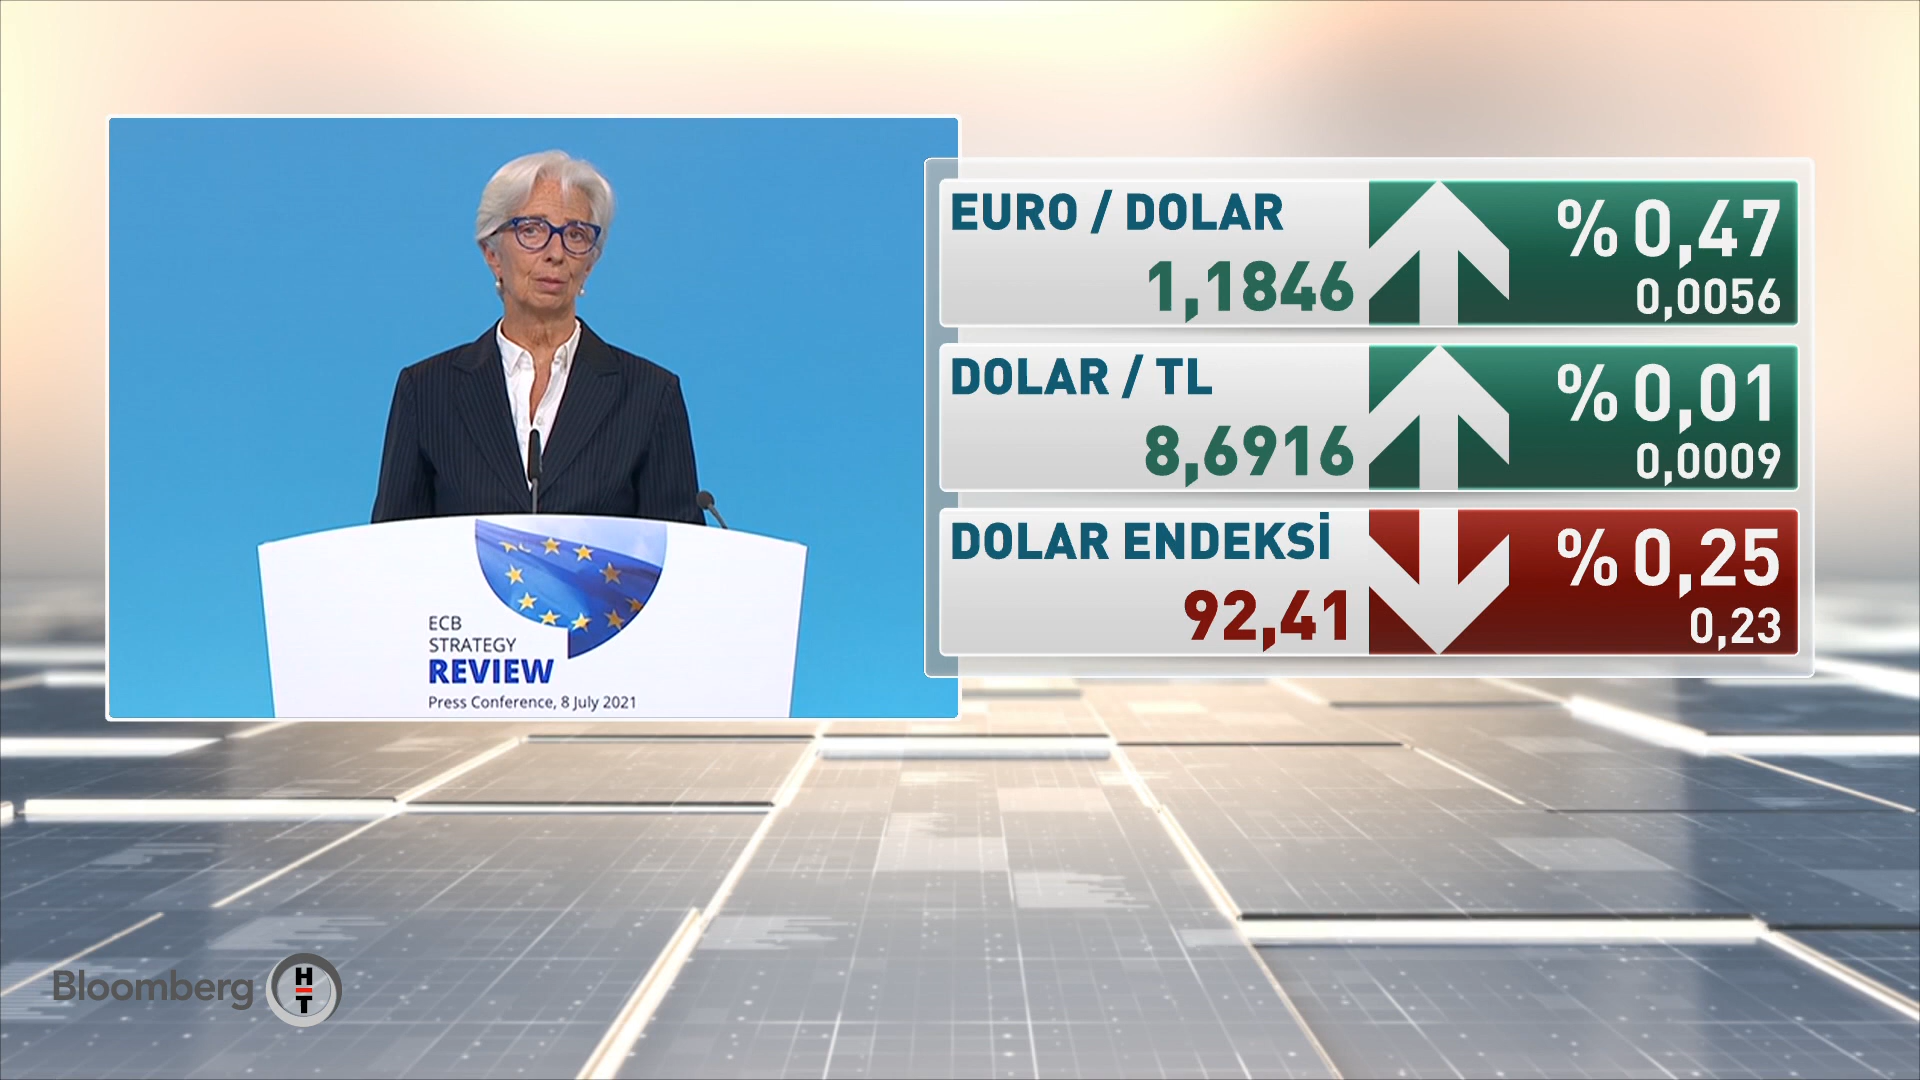 EURO / DOLAR
1,1846
% 0,47
0,0056
DOLAR / TL
8,6916
% 0,01
0,0009
DOLAR ENDEKSİ
92,41
% 0,25
0,23
ECB
STRATEGY
REVIEW
Press Conference, 8 July 2021
Bloomberg HT